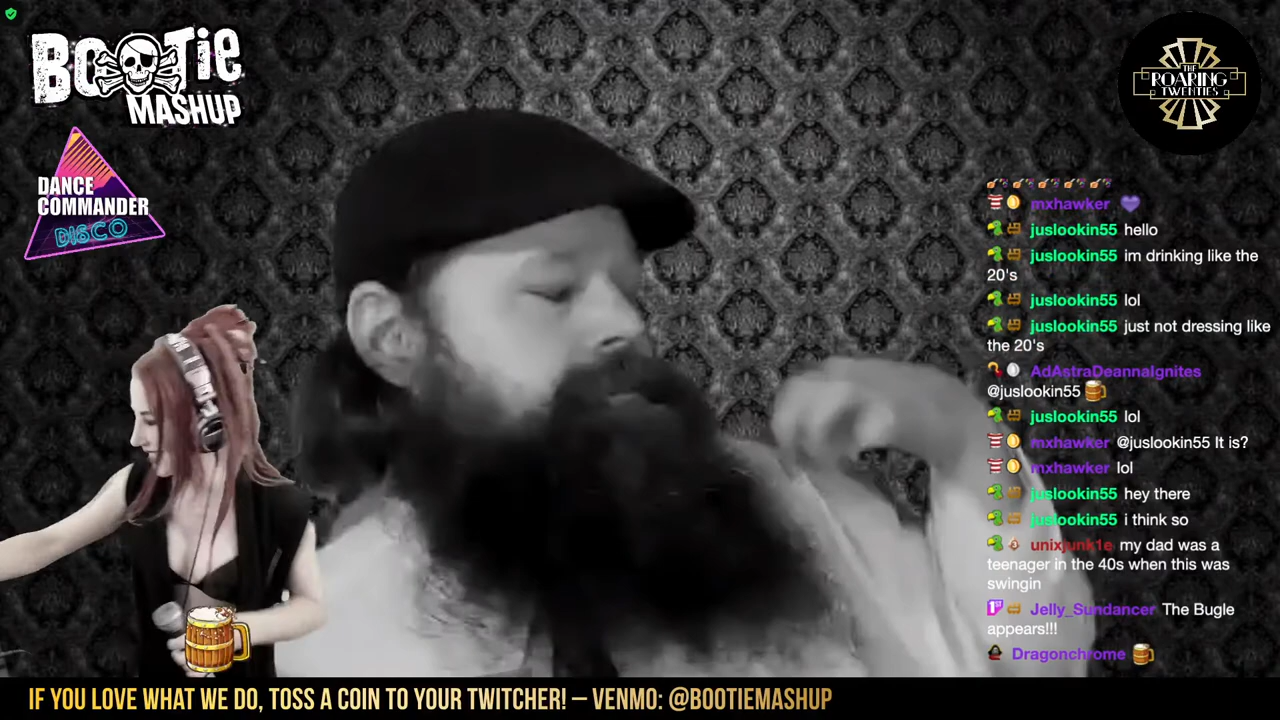 BOOTie
MASHUP
THE
ROARING
TWENTIES
DANCE
COMMANDER
DISCO
mxhawker
juslookin55 hello
juslookin55 im drinking like the
20's
juslookin55 lol
juslookin55 just not dressing like
the 20's
AdAstraDeannaIgnites
@juslookin55
juslookin55 lol
mxhawker @juslookin55 It is?
mxhawker lol
juslookin55 hey there
juslookin55 i think so
unixjunk1e my dad was a
teenager in the 40s when this was
swingin
Jelly_Sundancer The Bugle
appears!!!
Dragonchrome
IF YOU LOVE WHAT WE DO, TOSS A COIN TO YOUR TWITCHER! – VENMO: @BOOTIEMASHUP